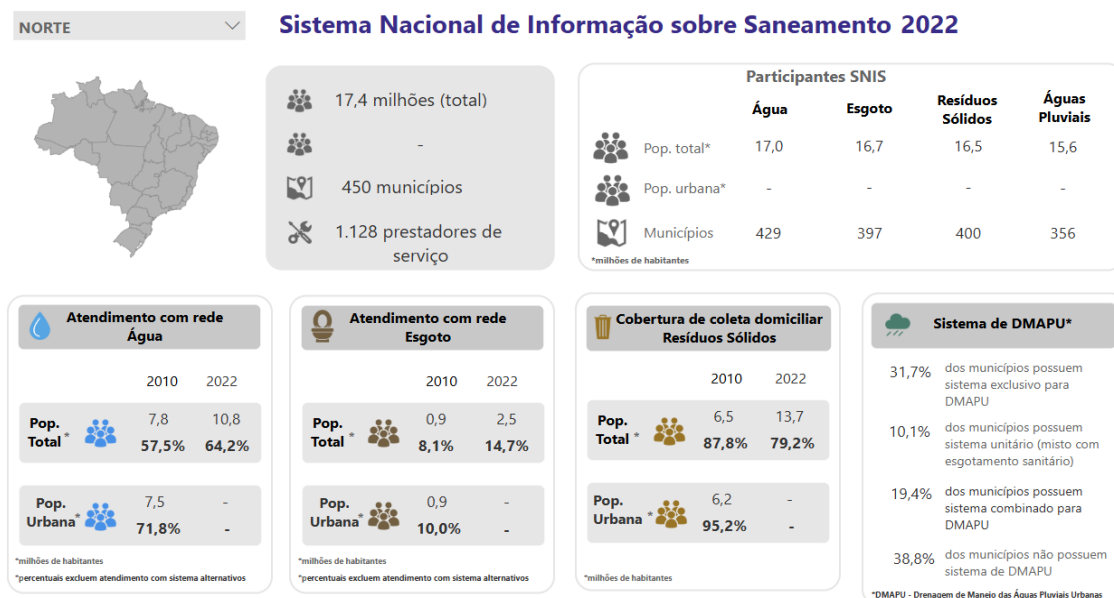 NORTE
Sistema Nacional de Informação sobre Saneamento 2022
17,4 milhões (total)
-
450 municípios
1.128 prestadores de
serviço
Participantes SNIS
Água Esgoto Resíduos Sólidos Águas Pluviais
Pop. total* 17,0 16,7 16,5 15,6
Pop. urbana* - - - -
Municípios 429 397 400 356
*milhões de habitantes
Atendimento com rede
Água
2010 2022
Pop. Total * 7,8 10,8
57,5% 64,2%
Pop. Urbana* 7,5 -
71,8% -
*milhões de habitantes
*percentuais excluem atendimento com sistema alternativos
Atendimento com rede
Esgoto
2010 2022
Pop. Total * 0,9 2,5
8,1% 14,7%
Pop. Urbana* 0,9 -
10,0% -
*milhões de habitantes
*percentuais excluem atendimento com sistema alternativos
Cobertura de coleta domiciliar
Resíduos Sólidos
2010 2022
Pop. Total * 6,5 13,7
87,8% 79,2%
Pop. Urbana * 6,2 -
95,2% -
*milhões de habitantes
Sistema de DMAPU*
31,7% dos municípios possuem
sistema exclusivo para
DMAPU
10,1% dos municípios possuem
sistema unitário (misto com
esgotamento sanitário)
19,4% dos municípios possuem
sistema combinado para
DMAPU
38,8% dos municípios não possuem
sistema de DMAPU
*DMAPU - Drenagem de Manejo das Águas Pluviais Urbanas